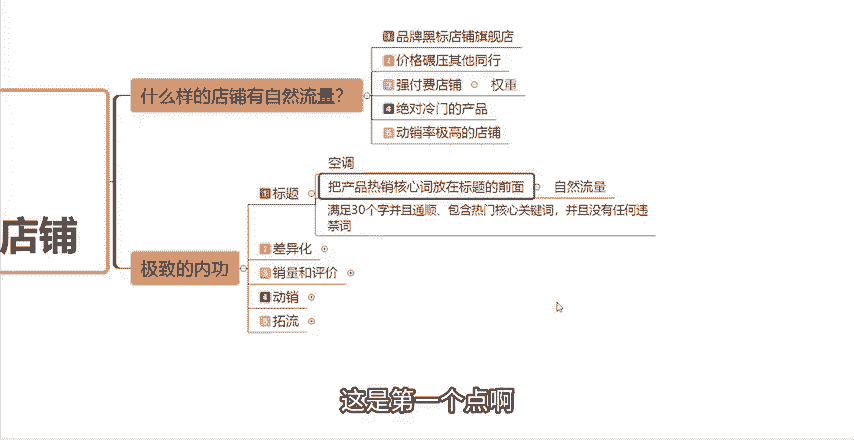 店铺
什么样的店铺有自然流量？
品牌黑标店铺旗舰店
价格碾压其他同行
强付费店铺
权重
4 绝对冷门的产品
动销率极高的店铺
极致的内功
标题
空调
把产品热销核心词放在标题的前面
自然流量
满足30个字并且通顺、包含热门核心关键词，并且没有任何违
禁词
差异化
销量和评价
4 动销
拓流
这是第一个点啊